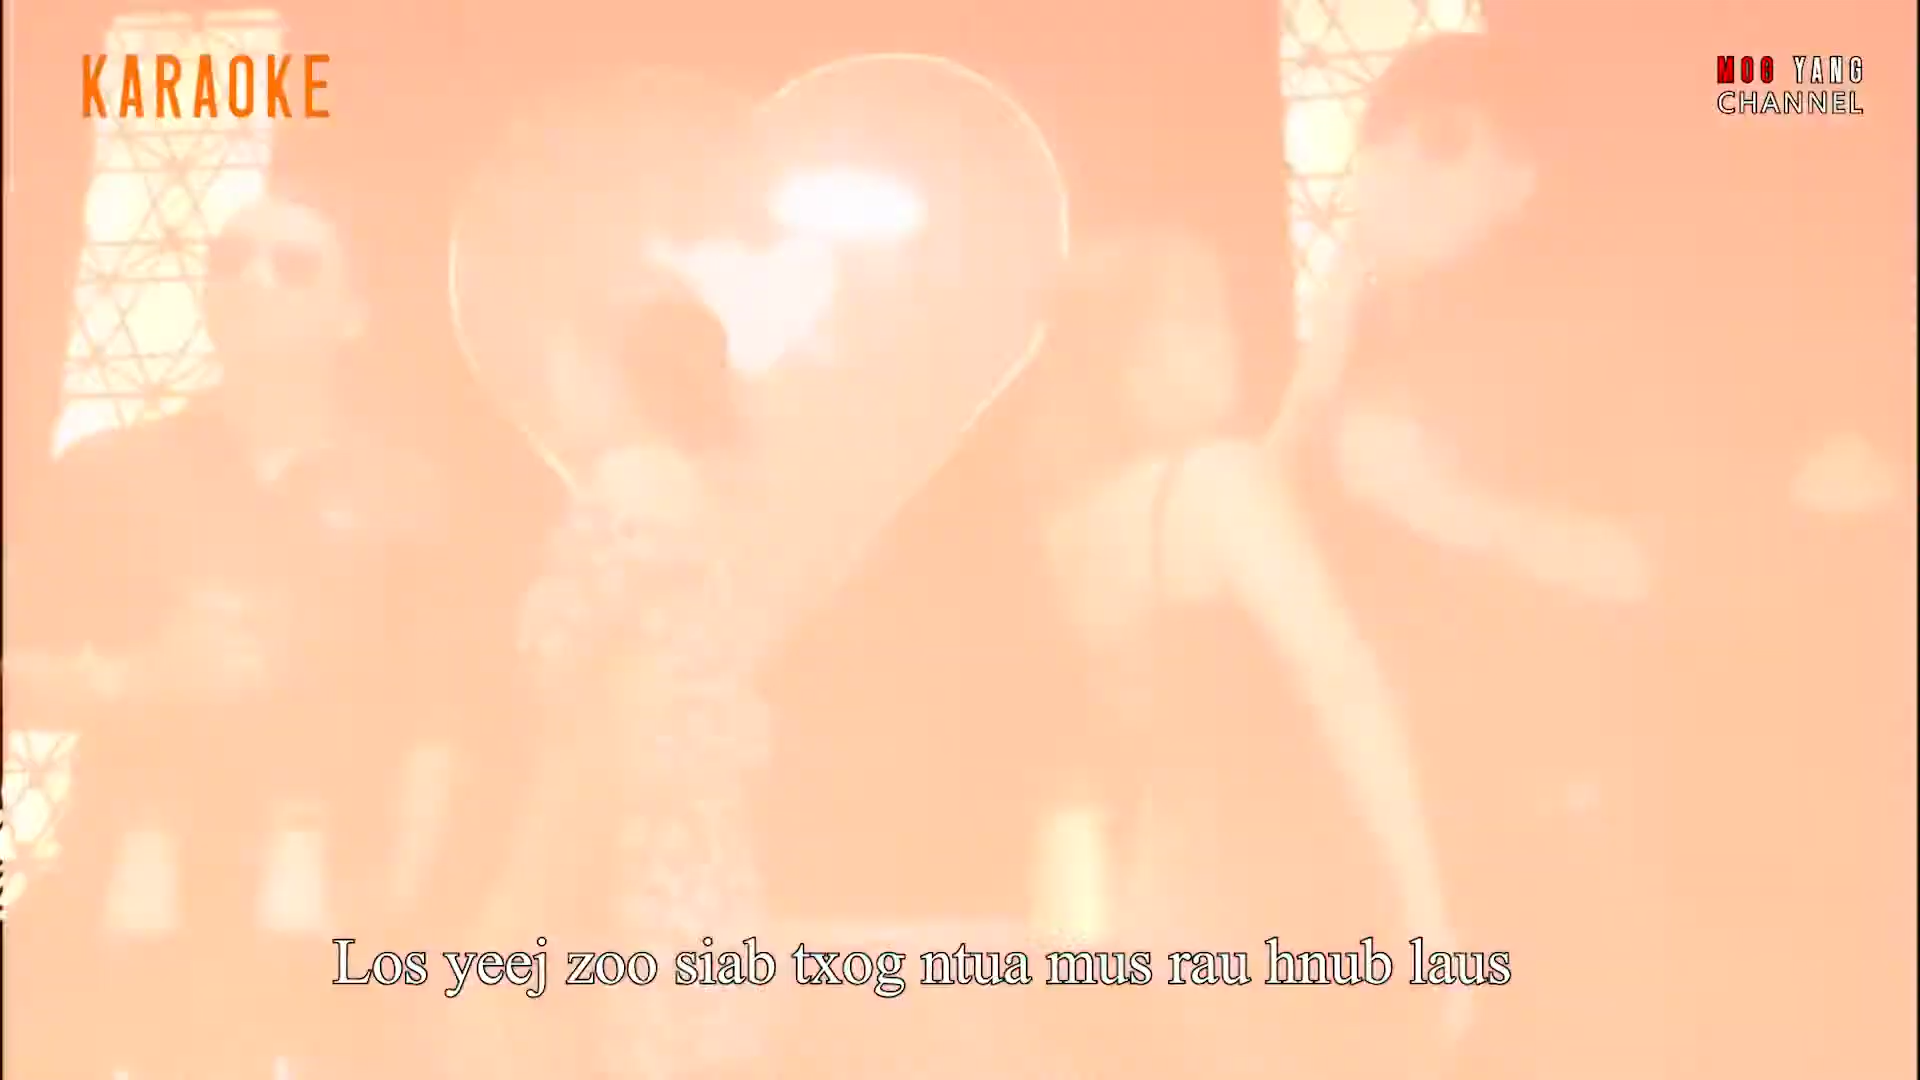 KARAOKE
MOG YANG
CHANNEL
Los yeej zoo siab txog ntua mus rau hnub laus